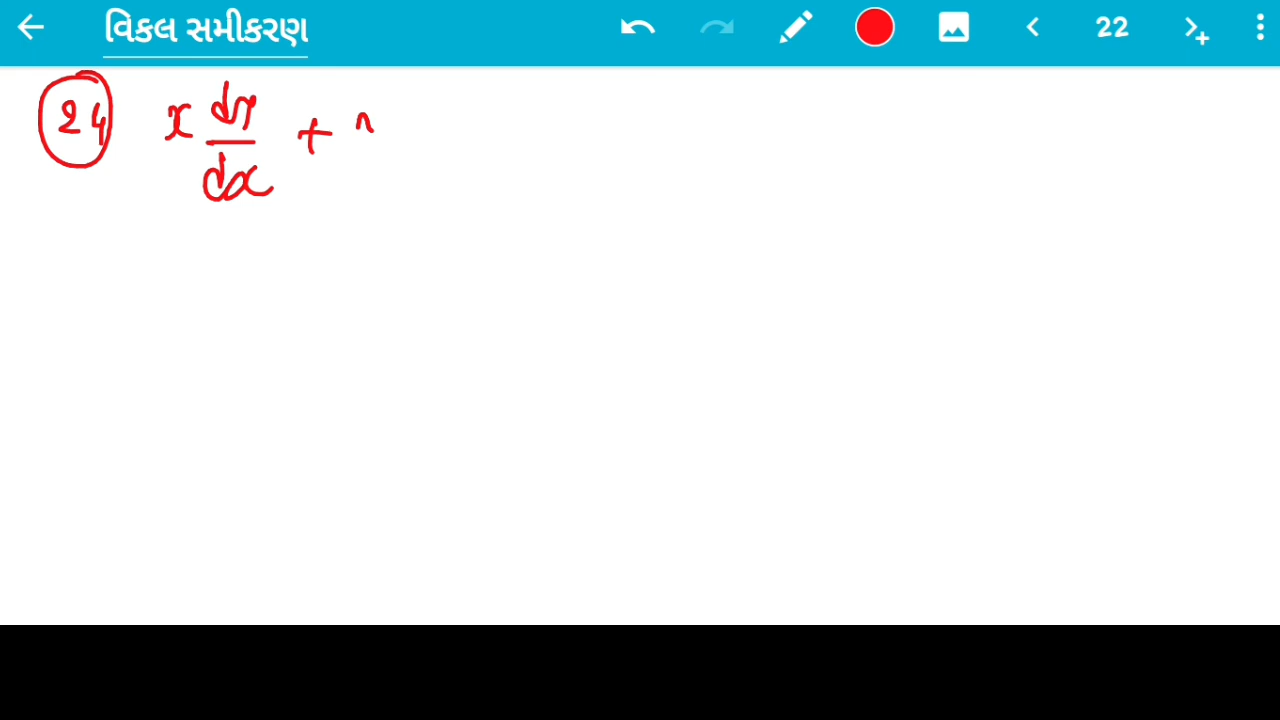 વિકલ સમીકરણ 22
24 x dy/dx +